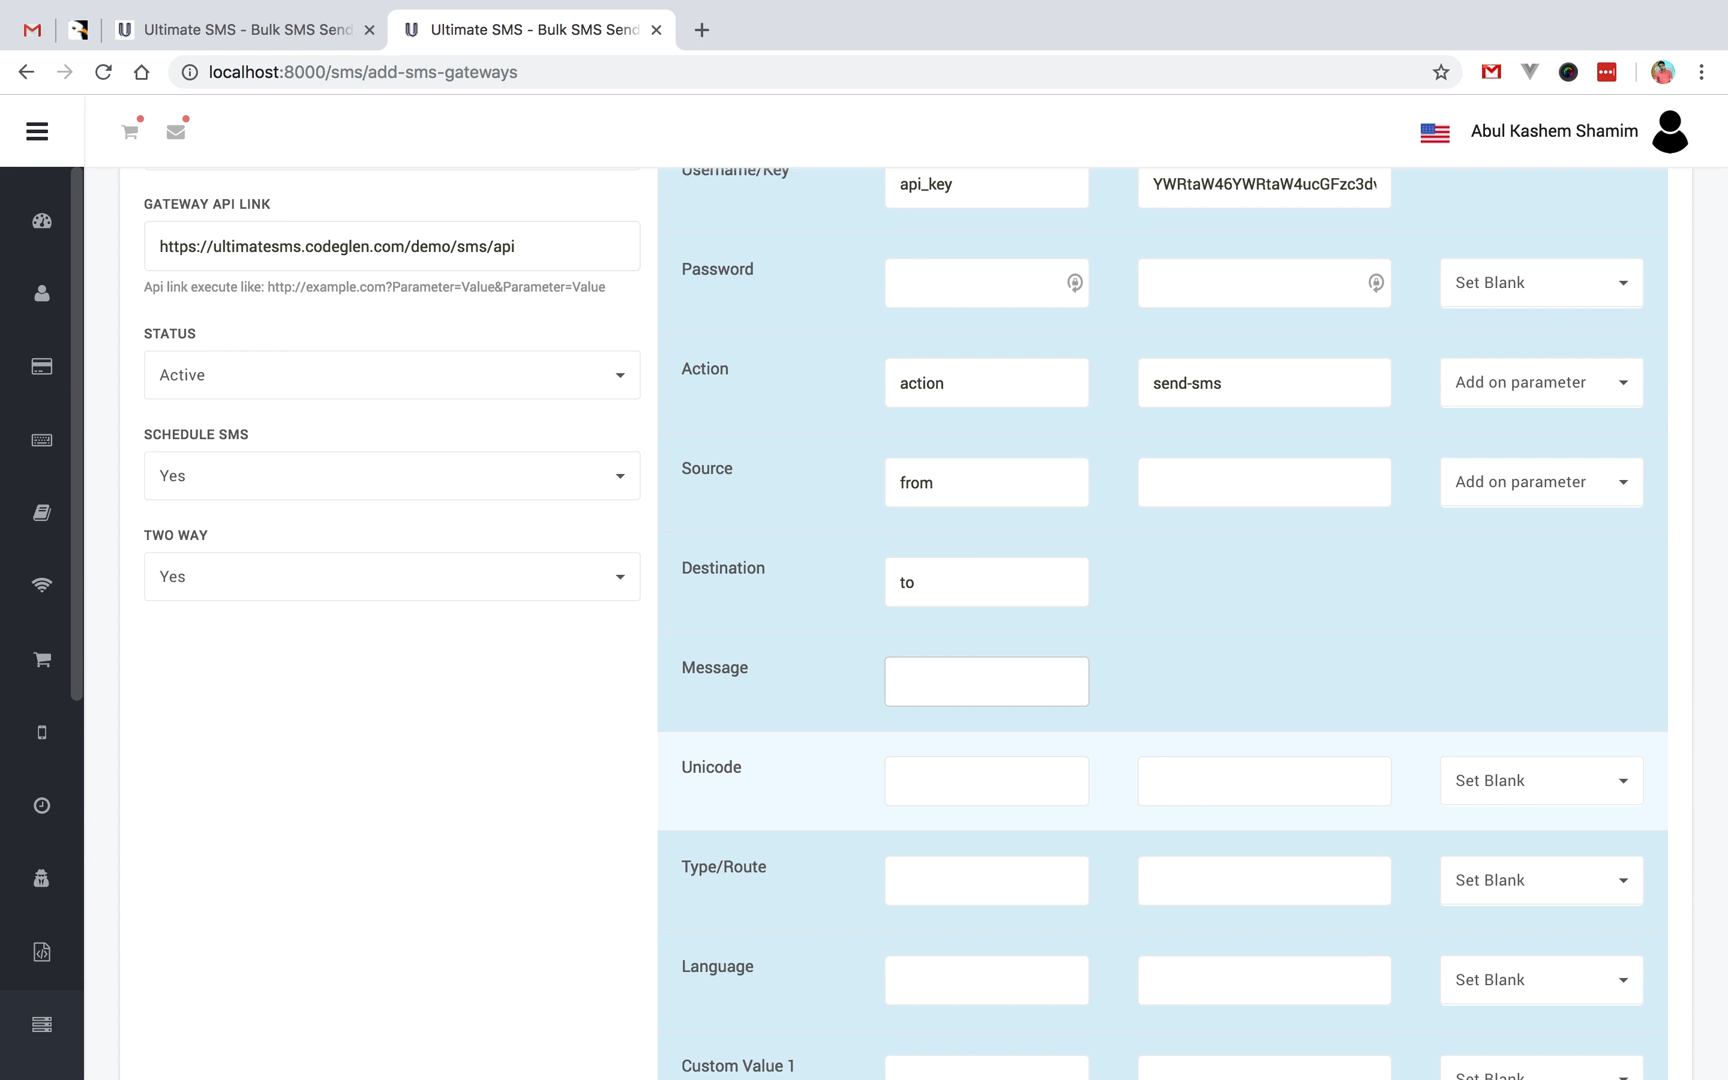 Ultimate SMS - Bulk SMS Send
Ultimate SMS - Bulk SMS Send
localhost:8000/sms/add-sms-gateways
Abul Kashem Shamim
Username/Key
api_key
YWRtaW46YWRtaW4ucGFzc3dv
GATEWAY API LINK
https://ultimatesms.codeglen.com/demo/sms/api
Api link execute like: http://example.com?Parameter=Value&Parameter=Value
Password
Set Blank
STATUS
Active
Action
action
send-sms
Add on parameter
SCHEDULE SMS
Yes
Source
from
Add on parameter
TWO WAY
Yes
Destination
to
Message
Unicode
Set Blank
Type/Route
Set Blank
Language
Set Blank
Custom Value 1
Set Blank